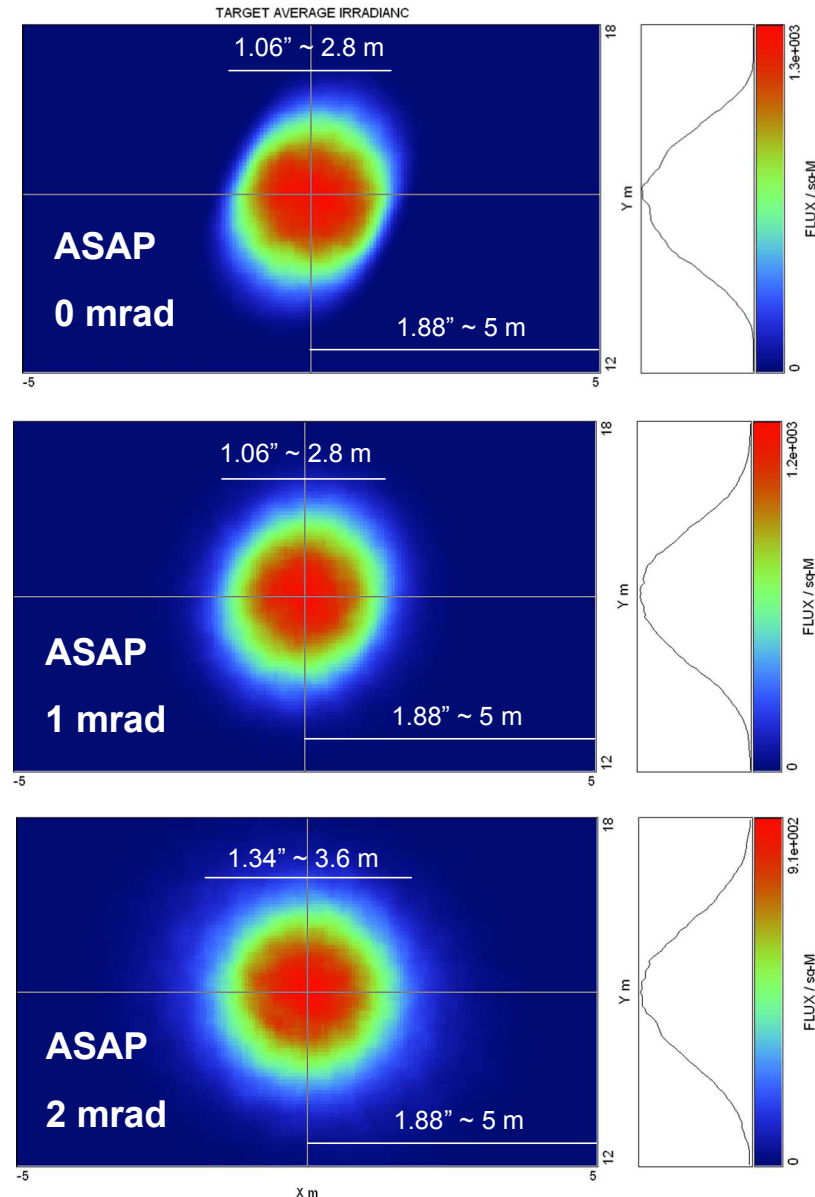 TARGET AVERAGE IRRADIANC
1.06” ~ 2.8 m
ASAP
0 mrad
1.88” ~ 5 m
-5
5
18
12
Y m
1.3e+003
0
FLUX / sq-M
1.06” ~ 2.8 m
ASAP
1 mrad
1.88” ~ 5 m
-5
5
18
12
Y m
1.2e+003
0
FLUX / sq-M
1.34” ~ 3.6 m
ASAP
2 mrad
1.88” ~ 5 m
-5
5
X m
18
12
Y m
9.1e+002
0
FLUX / sq-M